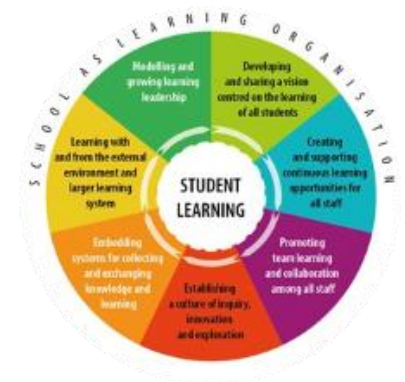 SCHOOL AS LEARNING ORGANISATION
Developing
and sharing a vision
centred on the learning
of all students
Creating
and supporting
continuous learning
opportunities for
all staff
Promoting
team learning
and collaboration
among all staff
Establishing
a culture of inquiry,
innovation
and exploration
Embedding
systems for collecting
and exchanging
knowledge and
learning
Learning with
and from the external
environment and
larger learning
system
Modelling and
growing learning
leadership
STUDENT
LEARNING